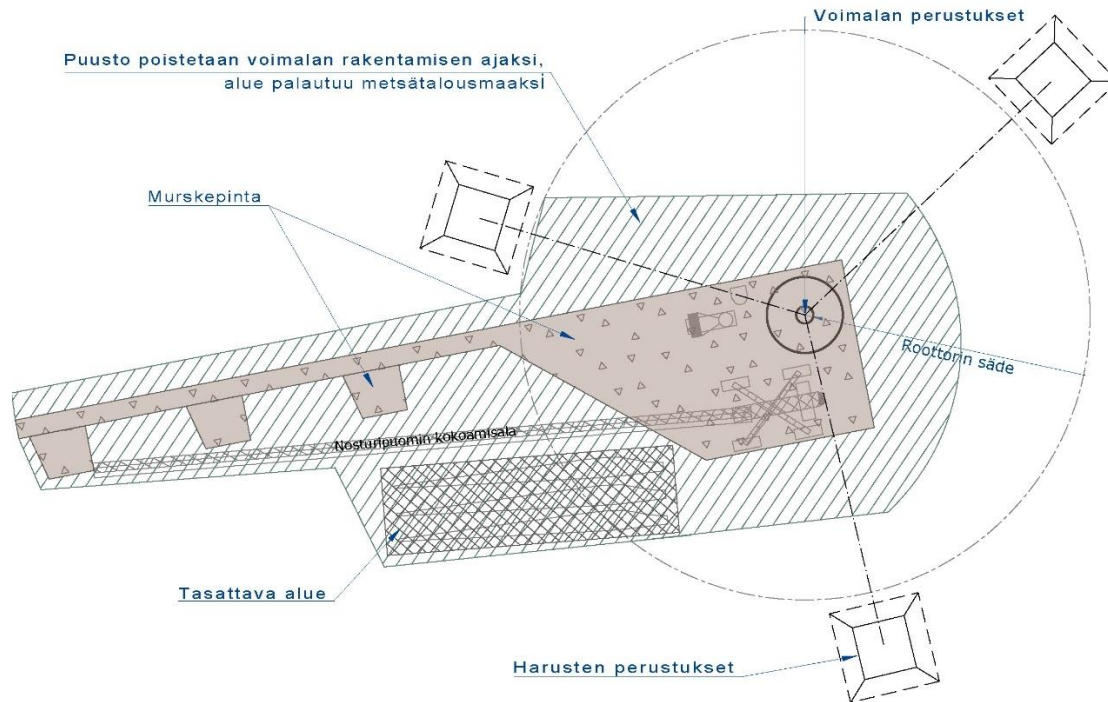 Voimalan perustukset
Puusto poistetaan voimalan rakentamisen ajaksi,
alue palautuu metsätalousmaaksi
Murskepinta
Roottorin säde
Nosturipuomin kokoamisala
Tasattava alue
Harusten perustukset